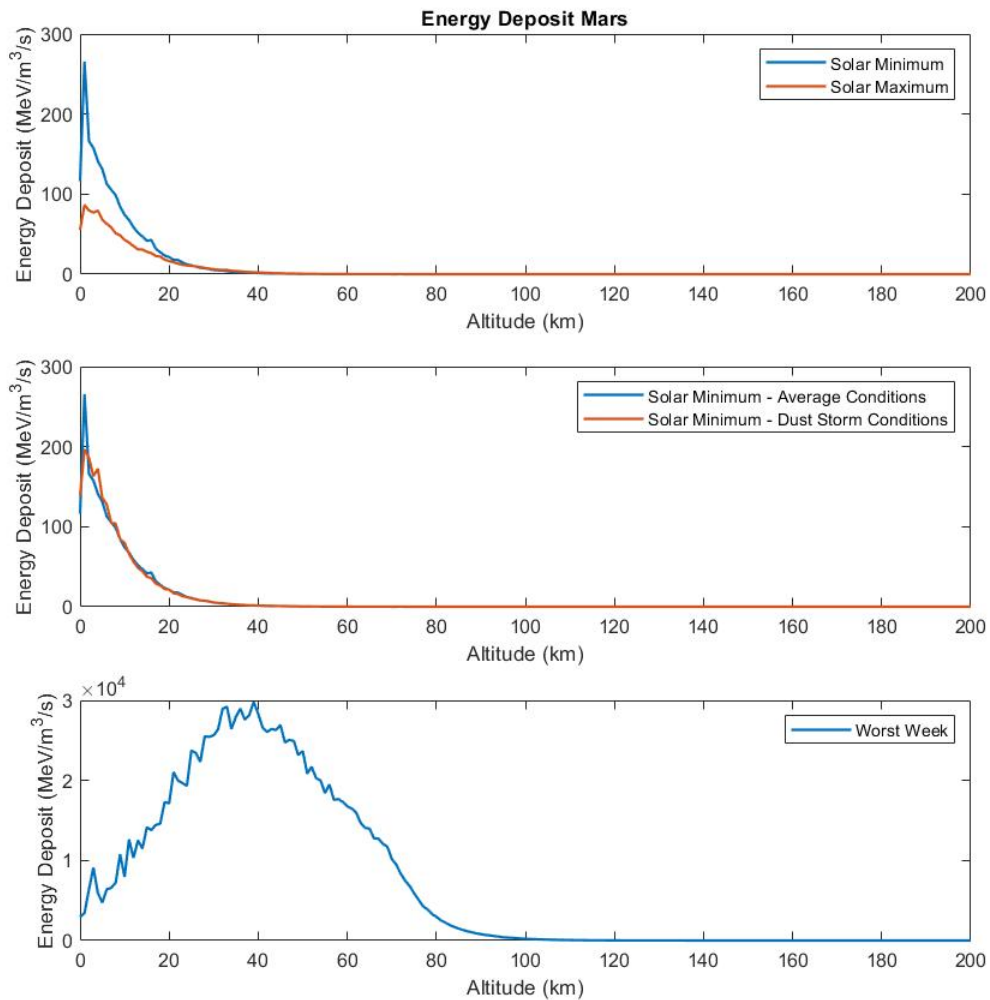 Energy Deposit Mars
Energy Deposit (MeV/m³/s)
300
200
100
0
Solar Minimum
Solar Maximum
0 20 40 60 80 100 120 140 160 180 200
Altitude (km)
Energy Deposit (MeV/m³/s)
300
200
100
0
Solar Minimum - Average Conditions
Solar Minimum - Dust Storm Conditions
0 20 40 60 80 100 120 140 160 180 200
Altitude (km)
Energy Deposit (MeV/m³/s)
×10⁴
3
2
1
0
Worst Week
0 20 40 60 80 100 120 140 160 180 200
Altitude (km)